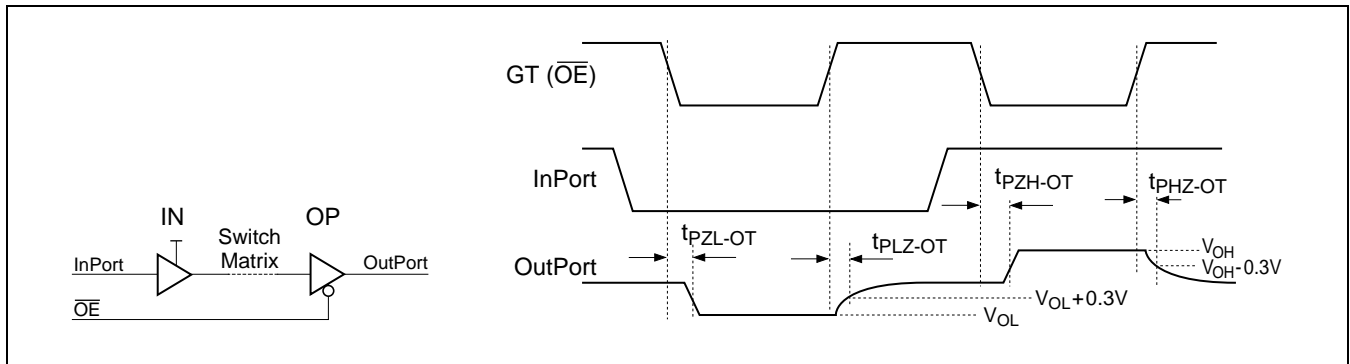 GT (OE)
InPort
tPZH-OT
tPHZ-OT
IN
OP
Switch
Matrix
InPort
OutPort
OE
tPZL-OT
tPLZ-OT
OutPort
VOH
VOH-0.3V
VOL+0.3V
VOL